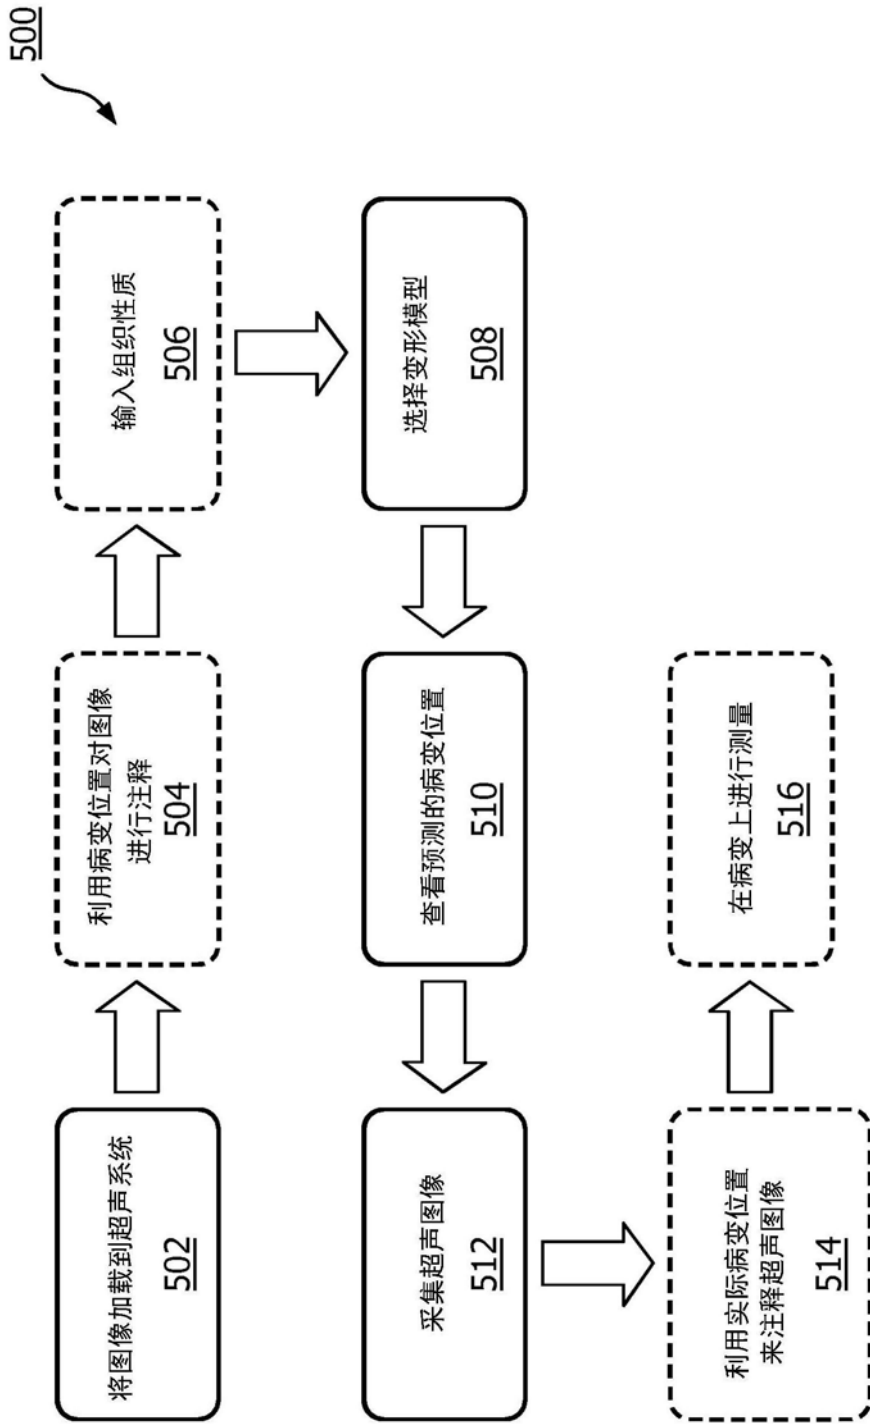 500
将图像加载到超声系统
502
利用病变位置对图像
进行注释
504
输入组织性质
506
选择变形模型
508
查看预测的病变位置
510
采集超声图像
512
利用实际病变位置
来注释超声图像
514
在病变上进行测量
516